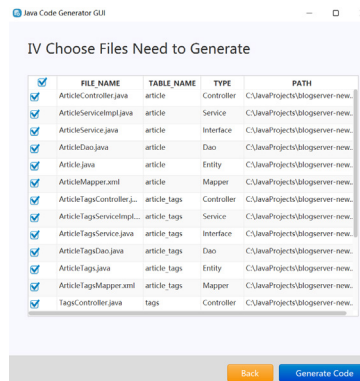 Java Code Generator GUI
IV Choose Files Need to Generate
FILE_NAME TABLE_NAME TYPE PATH
ArticleController.java article Controller C:\JavaProjects\blogserver-new...
ArticleServiceImpl.java article Service C:\JavaProjects\blogserver-new...
ArticleService.java article Interface C:\JavaProjects\blogserver-new...
ArticleDao.java article Dao C:\JavaProjects\blogserver-new...
Article.java article Entity C:\JavaProjects\blogserver-new...
ArticleMapper.xml article Mapper C:\JavaProjects\blogserver-new...
ArticleTagsController.j... article_tags Controller C:\JavaProjects\blogserver-new...
ArticleTagsServiceImpl... article_tags Service C:\JavaProjects\blogserver-new...
ArticleTagsService.java article_tags Interface C:\JavaProjects\blogserver-new...
ArticleTagsDao.java article_tags Dao C:\JavaProjects\blogserver-new...
ArticleTags.java article_tags Entity C:\JavaProjects\blogserver-new...
ArticleTagsMapper.xml article_tags Mapper C:\JavaProjects\blogserver-new...
TagsController.java tags Controller C:\JavaProjects\blogserver-new...
Back Generate Code